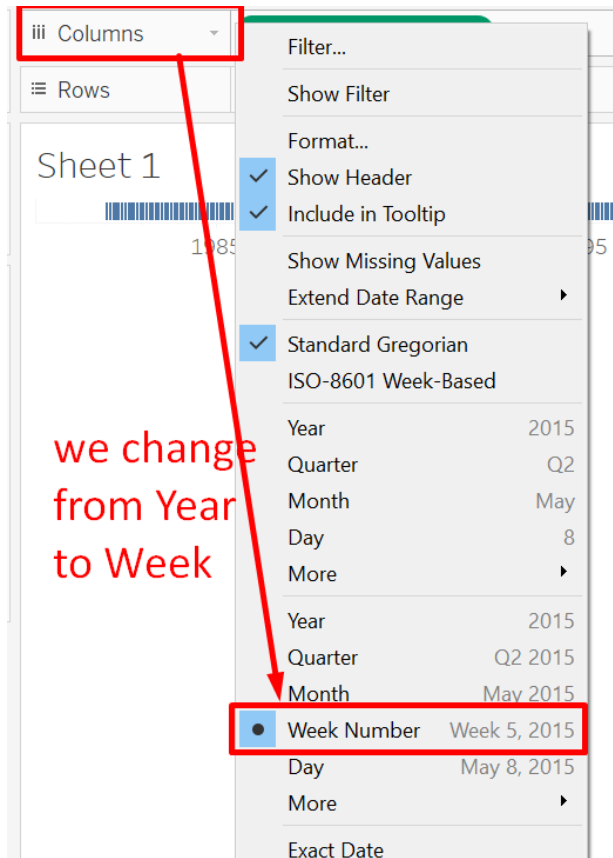 Columns
Filter...
Rows
Show Filter
Format...
Sheet 1
Show Header
Include in Tooltip
1985
95
Show Missing Values
Extend Date Range
Standard Gregorian
ISO-8601 Week-Based
we change
from Year
to Week
Year 2015
Quarter Q2
Month May
Day 8
More
Year 2015
Quarter Q2 2015
Month May 2015
Week Number Week 5, 2015
Day May 8, 2015
More
Exact Date